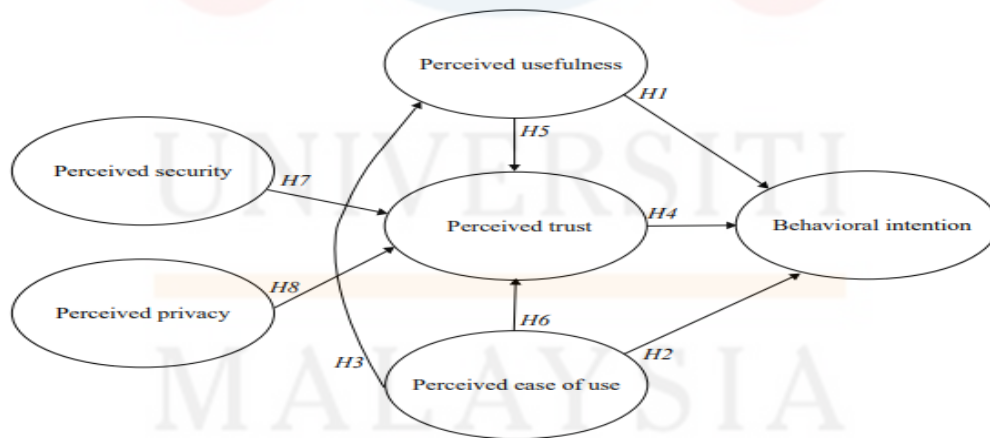 Perceived usefulness
H1
H5
Perceived security
H7
UNIVERSITI
Perceived trust
H4
Behavioral intention
H8
Perceived privacy
H6
H3
H2
Perceived ease of use
MALAYSIA